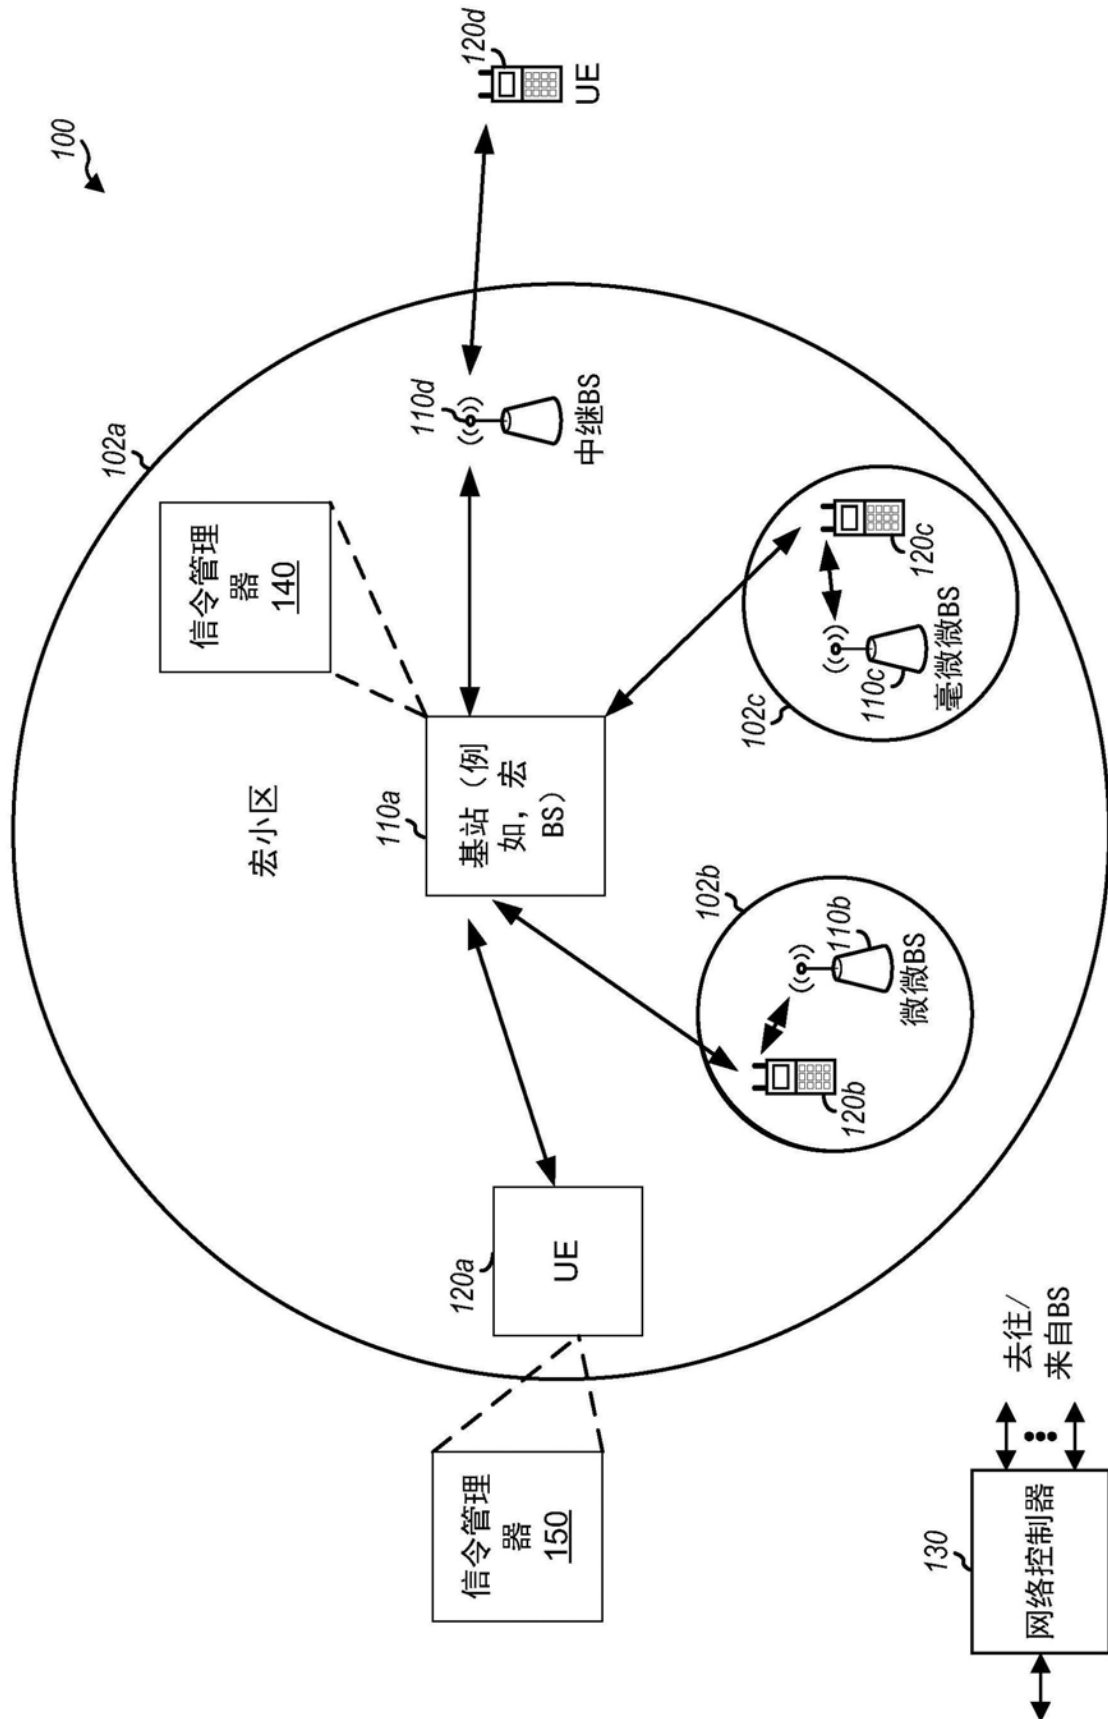 100
102a
宏小区
信令管理
器
140
110a
基站（例
如，宏
BS）
110d
中继BS
120d
UE
120a
UE
信令管理
器
150
102b
110b
微微BS
120b
102c
110c
毫微微BS
120c
130
网络控制器
去往/
来自BS